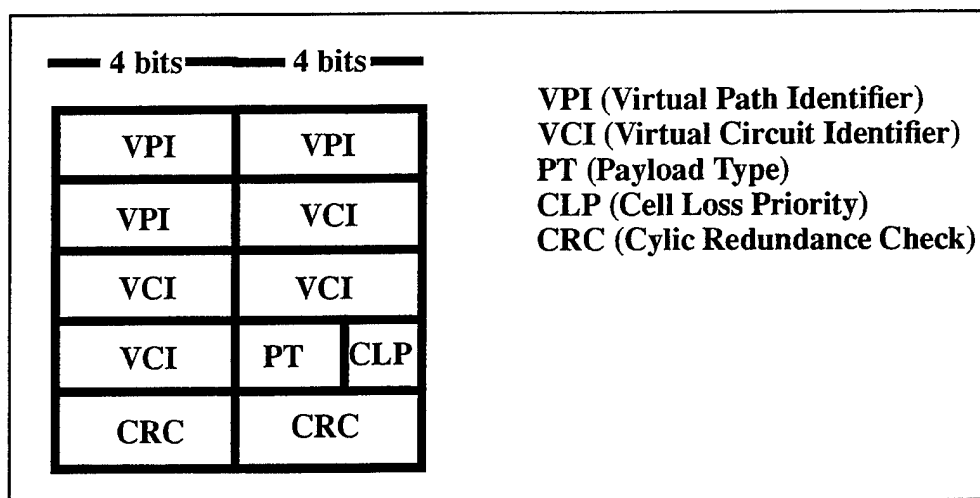 4 bits 4 bits
VPI VPI
VPI VCI
VCI VCI
VCI PT CLP
CRC CRC
VPI (Virtual Path Identifier)
VCI (Virtual Circuit Identifier)
PT (Payload Type)
CLP (Cell Loss Priority)
CRC (Cylic Redundance Check)